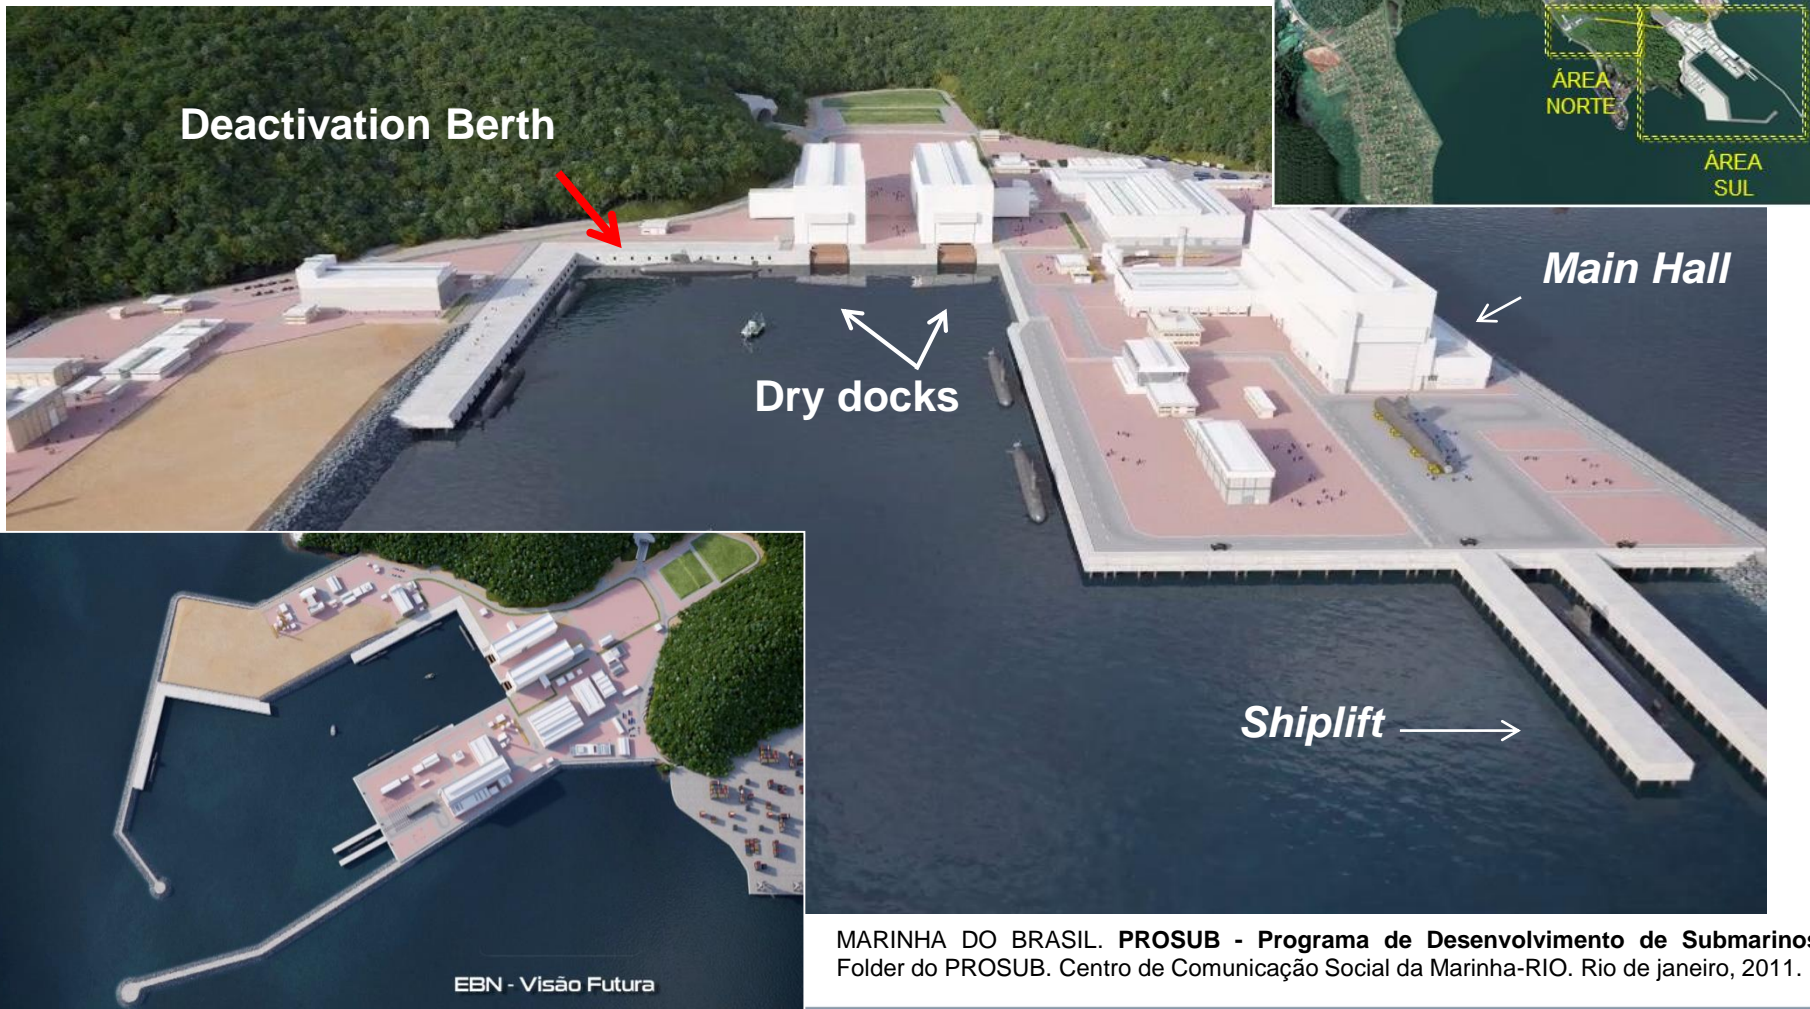 Deactivation Berth
ÁREA
NORTE
ÁREA
SUL
Main Hall
Dry docks
Shiplift
EBN - Visão Futura
MARINHA DO BRASIL. PROSUB - Programa de Desenvolvimento de Submarinos
Folder do PROSUB. Centro de Comunicação Social da Marinha-RIO. Rio de janeiro, 2011.